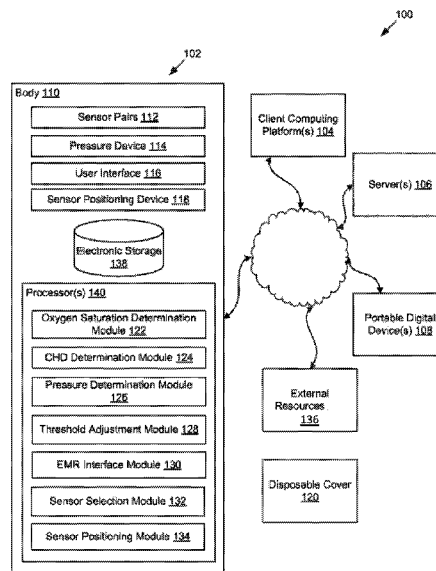 100
102
Body 110
Sensor Pairs 112
Pressure Device 114
User Interface 116
Sensor Positioning Device 118
Electronic Storage
138
Processor(s) 140
Oxygen Saturation Determination
Module 122
CHD Determination Module 124
Pressure Determination Module
126
Threshold Adjustment Module 128
EMR Interface Module 130
Sensor Selection Module 132
Sensor Positioning Module 134
Client Computing
Platform(s) 104
Server(s) 106
Portable Digital
Device(s) 108
External
Resources
136
Disposable Cover
120